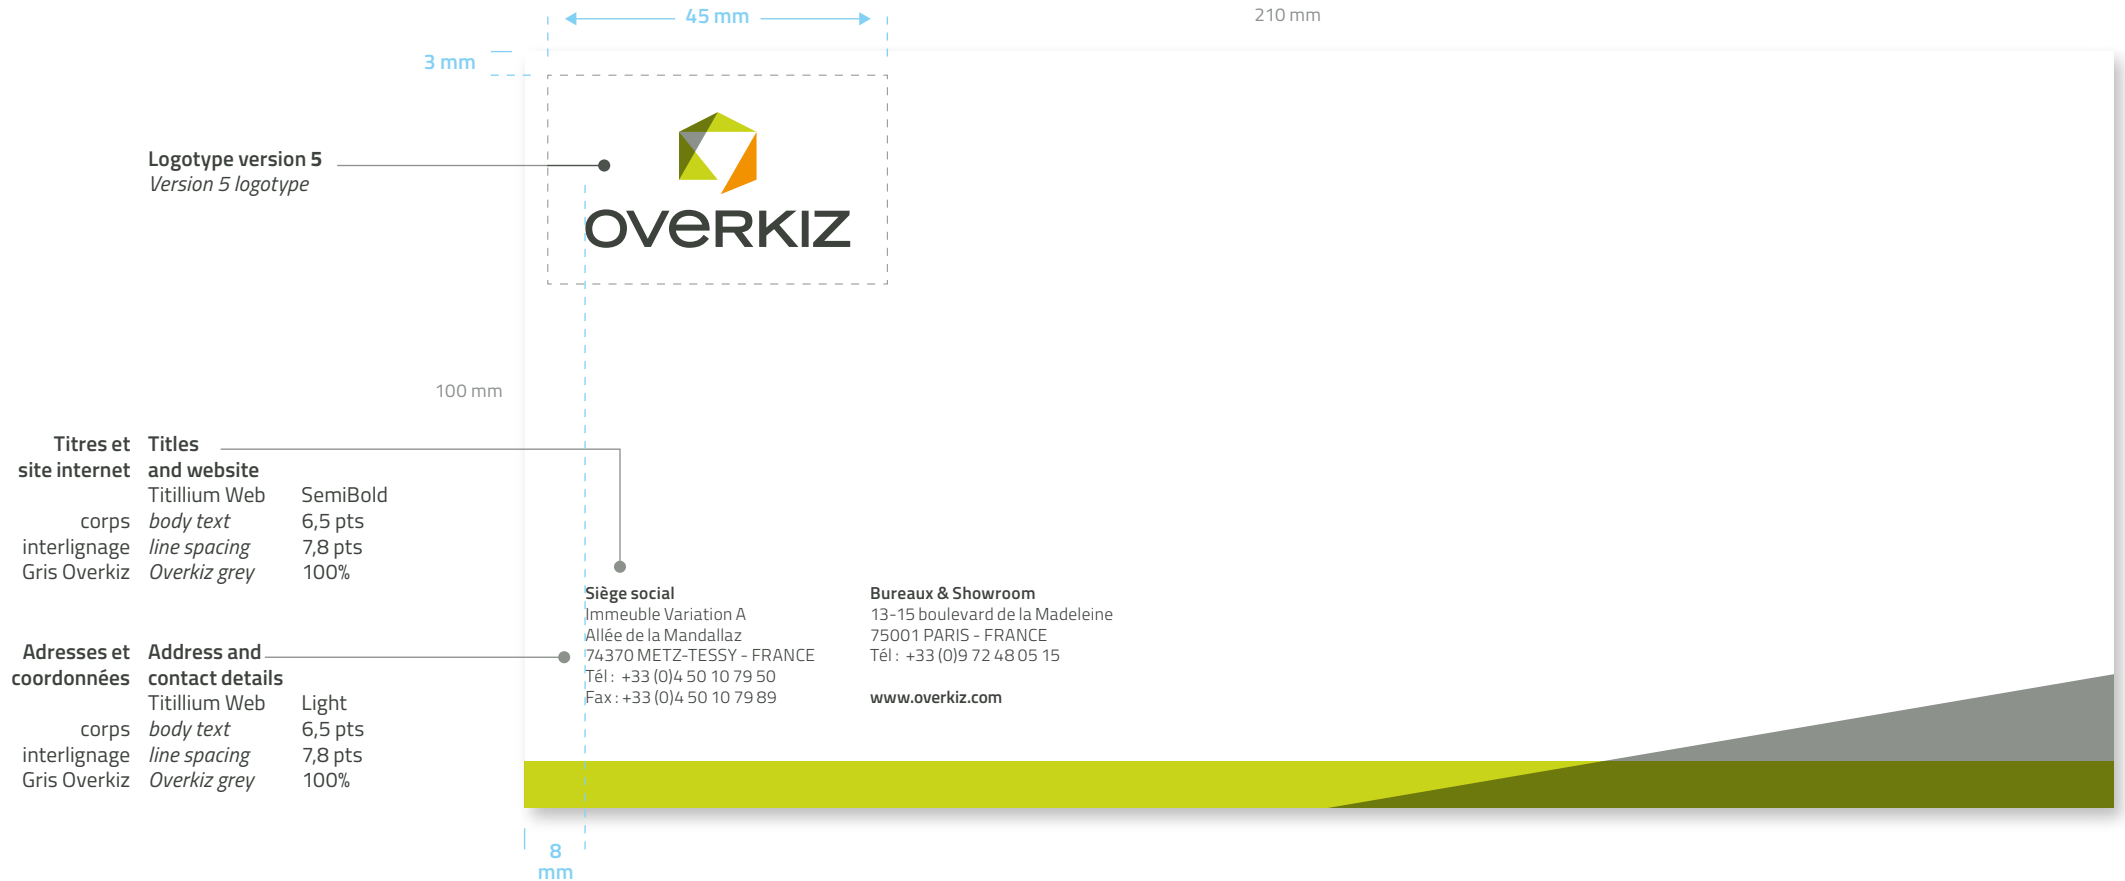 45 mm
210 mm
3 mm
Logotype version 5
Version 5 logotype
OVERKIZ
100 mm
Titres et Titles
site internet and website
Titillium Web SemiBold
corps body text 6,5 pts
interlignage line spacing 7,8 pts
Gris Overkiz Overkiz grey 100%
Adresses et Address and
coordonnées contact details
Titillium Web Light
corps body text 6,5 pts
interlignage line spacing 7,8 pts
Gris Overkiz Overkiz grey 100%
Siège social
Immeuble Variation A
Allée de la Mandallaz
74370 METZ-TESSY - FRANCE
Tél : +33 (0)4 50 10 79 50
Fax : +33 (0)4 50 10 79 89
Bureaux & Showroom
13-15 boulevard de la Madeleine
75001 PARIS - FRANCE
Tél : +33 (0)9 72 48 05 15
www.overkiz.com
8
mm